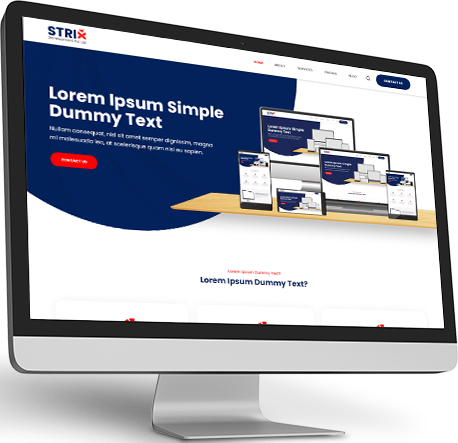 STRIX
HOME ABOUT SERVICES PRICING BLOG CONTACT US
Lorem Ipsum Simple
Dummy Text
Nullam consequat, nisl sit amet semper dignissim, magna
mi malesuada leo, at scelerisque quam nisl eu sapien.
CONTACT US
Lorem Ipsum Dummy Text?
Lorem Ipsum Dummy Text?